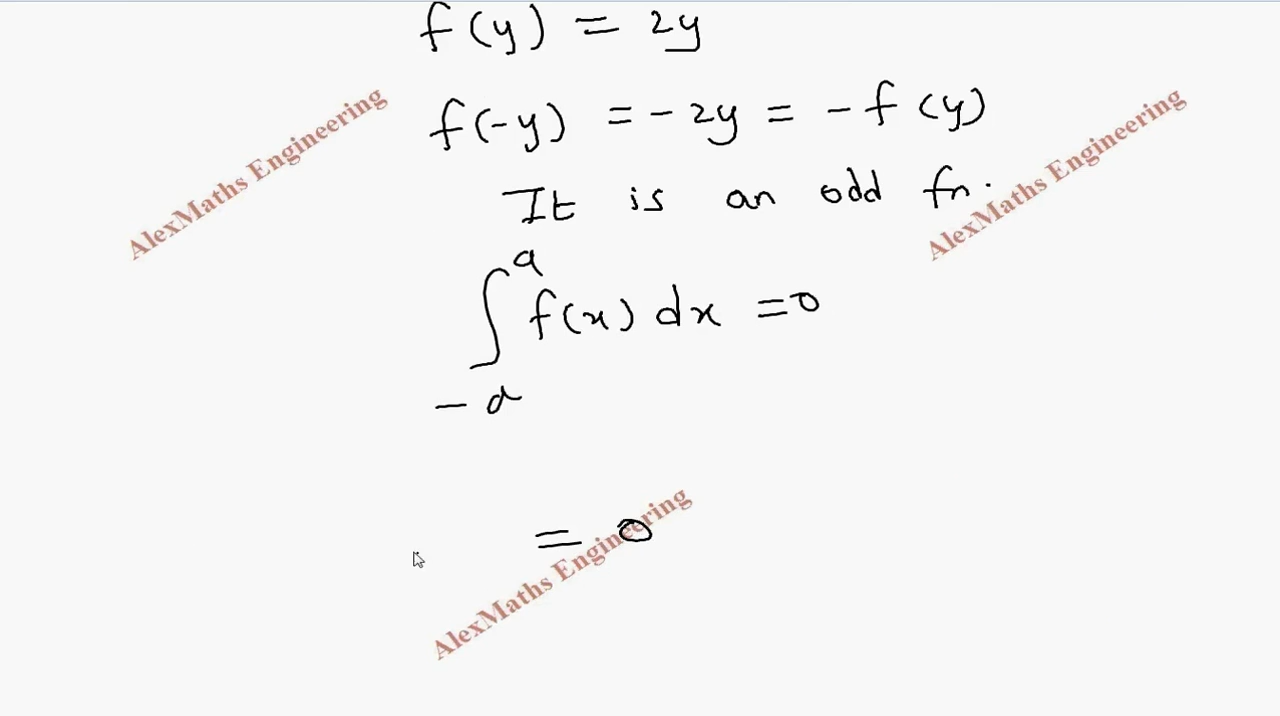 f(y) = 2y
f(-y) = -2y = -f(y)
It is an odd fn.
∫_{-a}^{a} f(x) dx = 0
= 0
AlexMaths Engineering
AlexMaths Engineering
AlexMaths Engineering